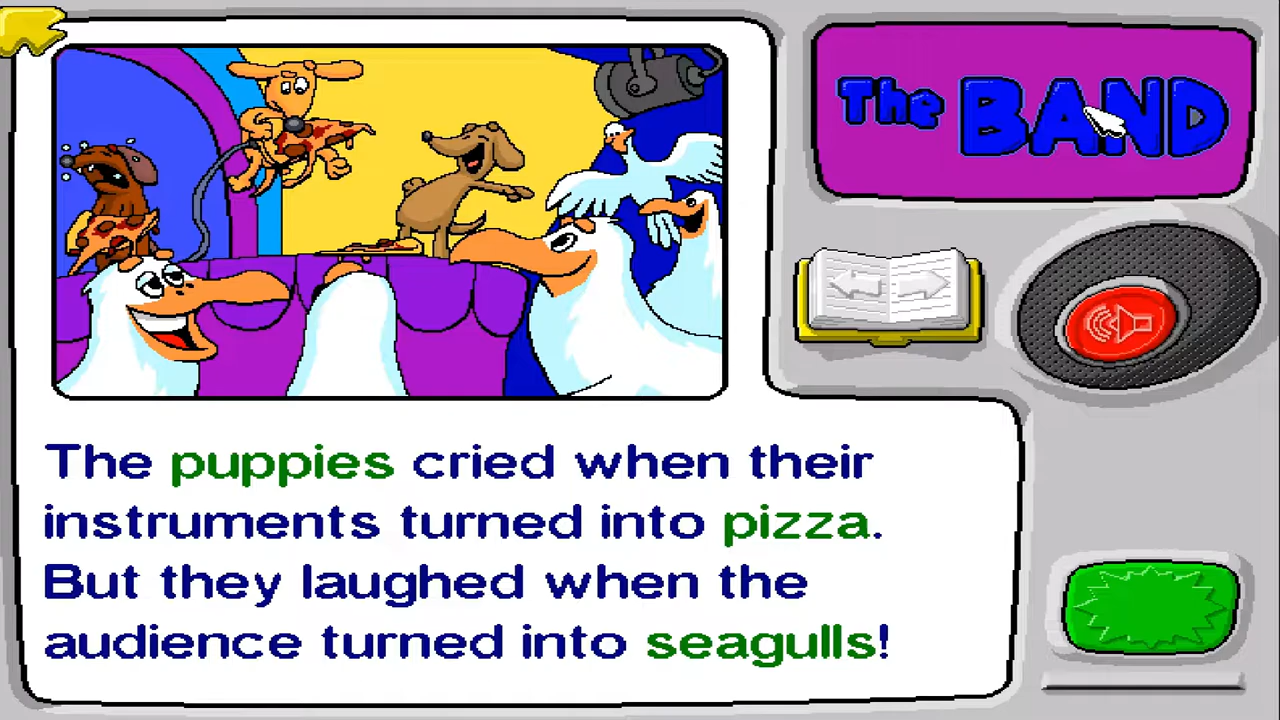 The BAND
The puppies cried when their
instruments turned into pizza.
But they laughed when the
audience turned into seagulls!